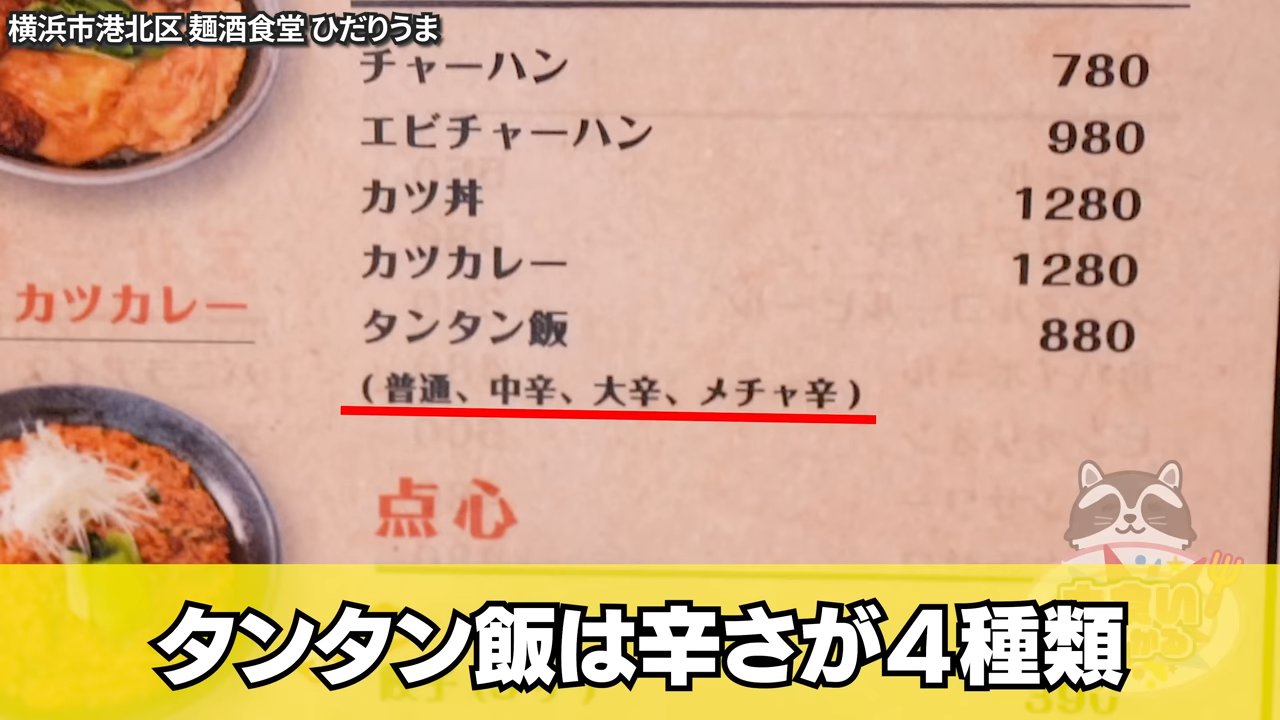 横浜市港北区 麺酒食堂 ひだりうま
チャーハン 780
エビチャーハン 980
カツ丼 1280
カツカレー 1280
タンタン飯 880
(普通、中辛、大辛、メチャ辛)
カツカレー
点心
タンタン飯は辛さが4種類
390